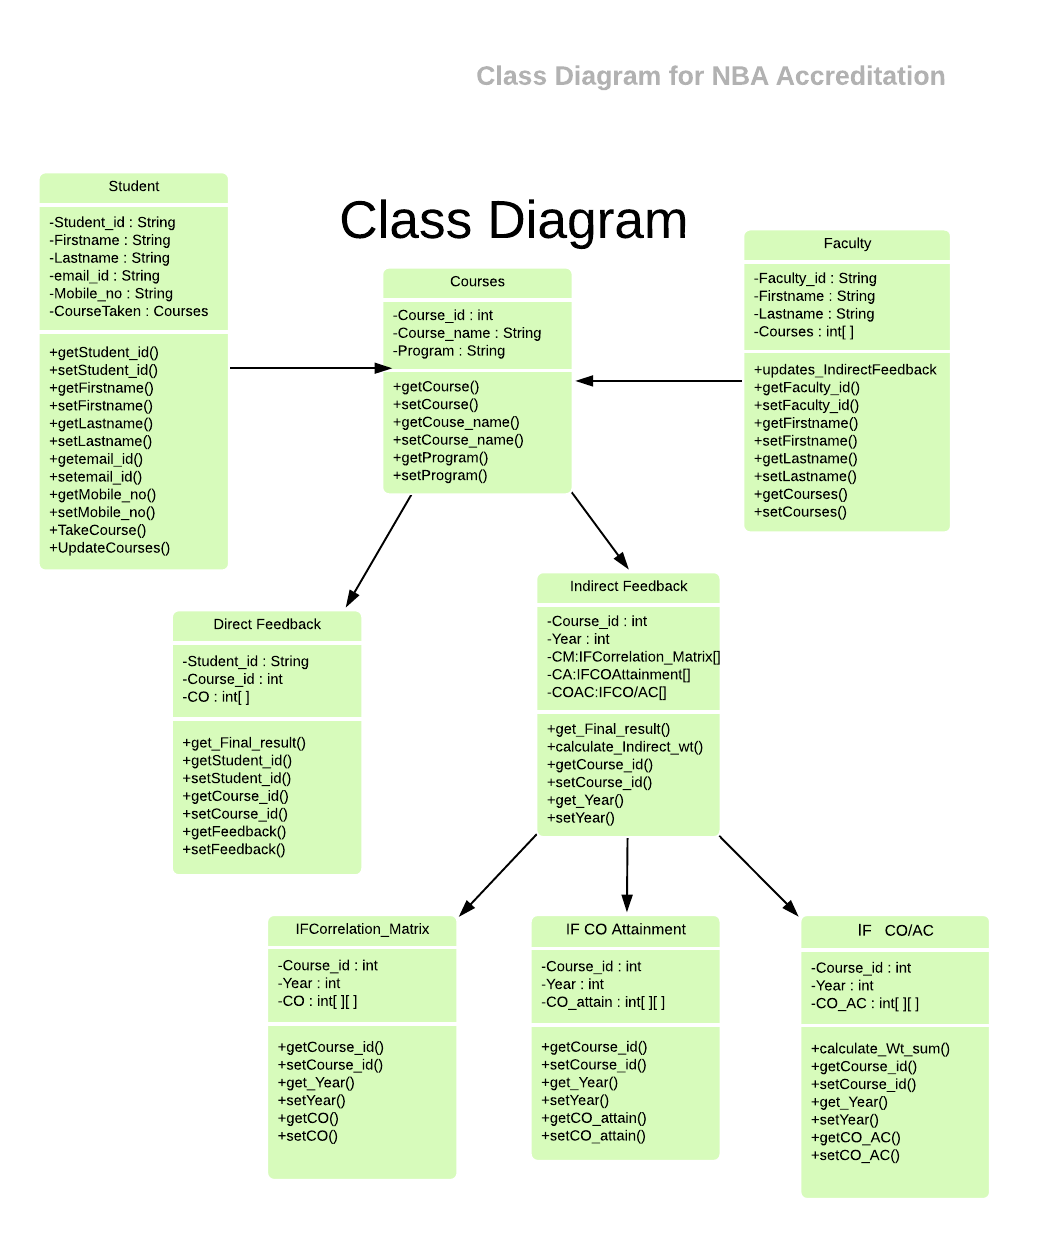 Class Diagram for NBA Accreditation
Class Diagram
Student
-Student_id : String
-Firstname : String
-Lastname : String
-email_id : String
-Mobile_no : String
-CourseTaken : Courses
+getStudent_id()
+setStudent_id()
+getFirstname()
+setFirstname()
+getLastname()
+setLastname()
+getemail_id()
+setemail_id()
+getMobile_no()
+setMobile_no()
+TakeCourse()
+UpdateCourses()
Courses
-Course_id : int
-Course_name : String
-Program : String
+getCourse()
+setCourse()
+getCouse_name()
+setCourse_name()
+getProgram()
+setProgram()
Faculty
-Faculty_id : String
-Firstname : String
-Lastname : String
-Courses : int[ ]
+updates_IndirectFeedback
+getFaculty_id()
+setFaculty_id()
+getFirstname()
+setFirstname()
+getLastname()
+setLastname()
+getCourses()
+setCourses()
Direct Feedback
-Student_id : String
-Course_id : int
-CO : int[ ]
+get_Final_result()
+getStudent_id()
+setStudent_id()
+getCourse_id()
+setCourse_id()
+getFeedback()
+setFeedback()
Indirect Feedback
-Course_id : int
-Year : int
-CM:IFCorrelation_Matrix[]
-CA:IFCOAttainment[]
-COAC:IFCO/AC[]
+get_Final_result()
+calculate_Indirect_wt()
+getCourse_id()
+setCourse_id()
+get_Year()
+setYear()
IFCorrelation_Matrix
-Course_id : int
-Year : int
-CO : int[ ][ ]
+getCourse_id()
+setCourse_id()
+get_Year()
+setYear()
+getCO()
+setCO()
IF CO Attainment
-Course_id : int
-Year : int
-CO_attain : int[ ][ ]
+getCourse_id()
+setCourse_id()
+get_Year()
+setYear()
+getCO_attain()
+setCO_attain()
IF CO/AC
-Course_id : int
-Year : int
-CO_AC : int[ ][ ]
+calculate_Wt_sum()
+getCourse_id()
+setCourse_id()
+get_Year()
+setYear()
+getCO_AC()
+setCO_AC()